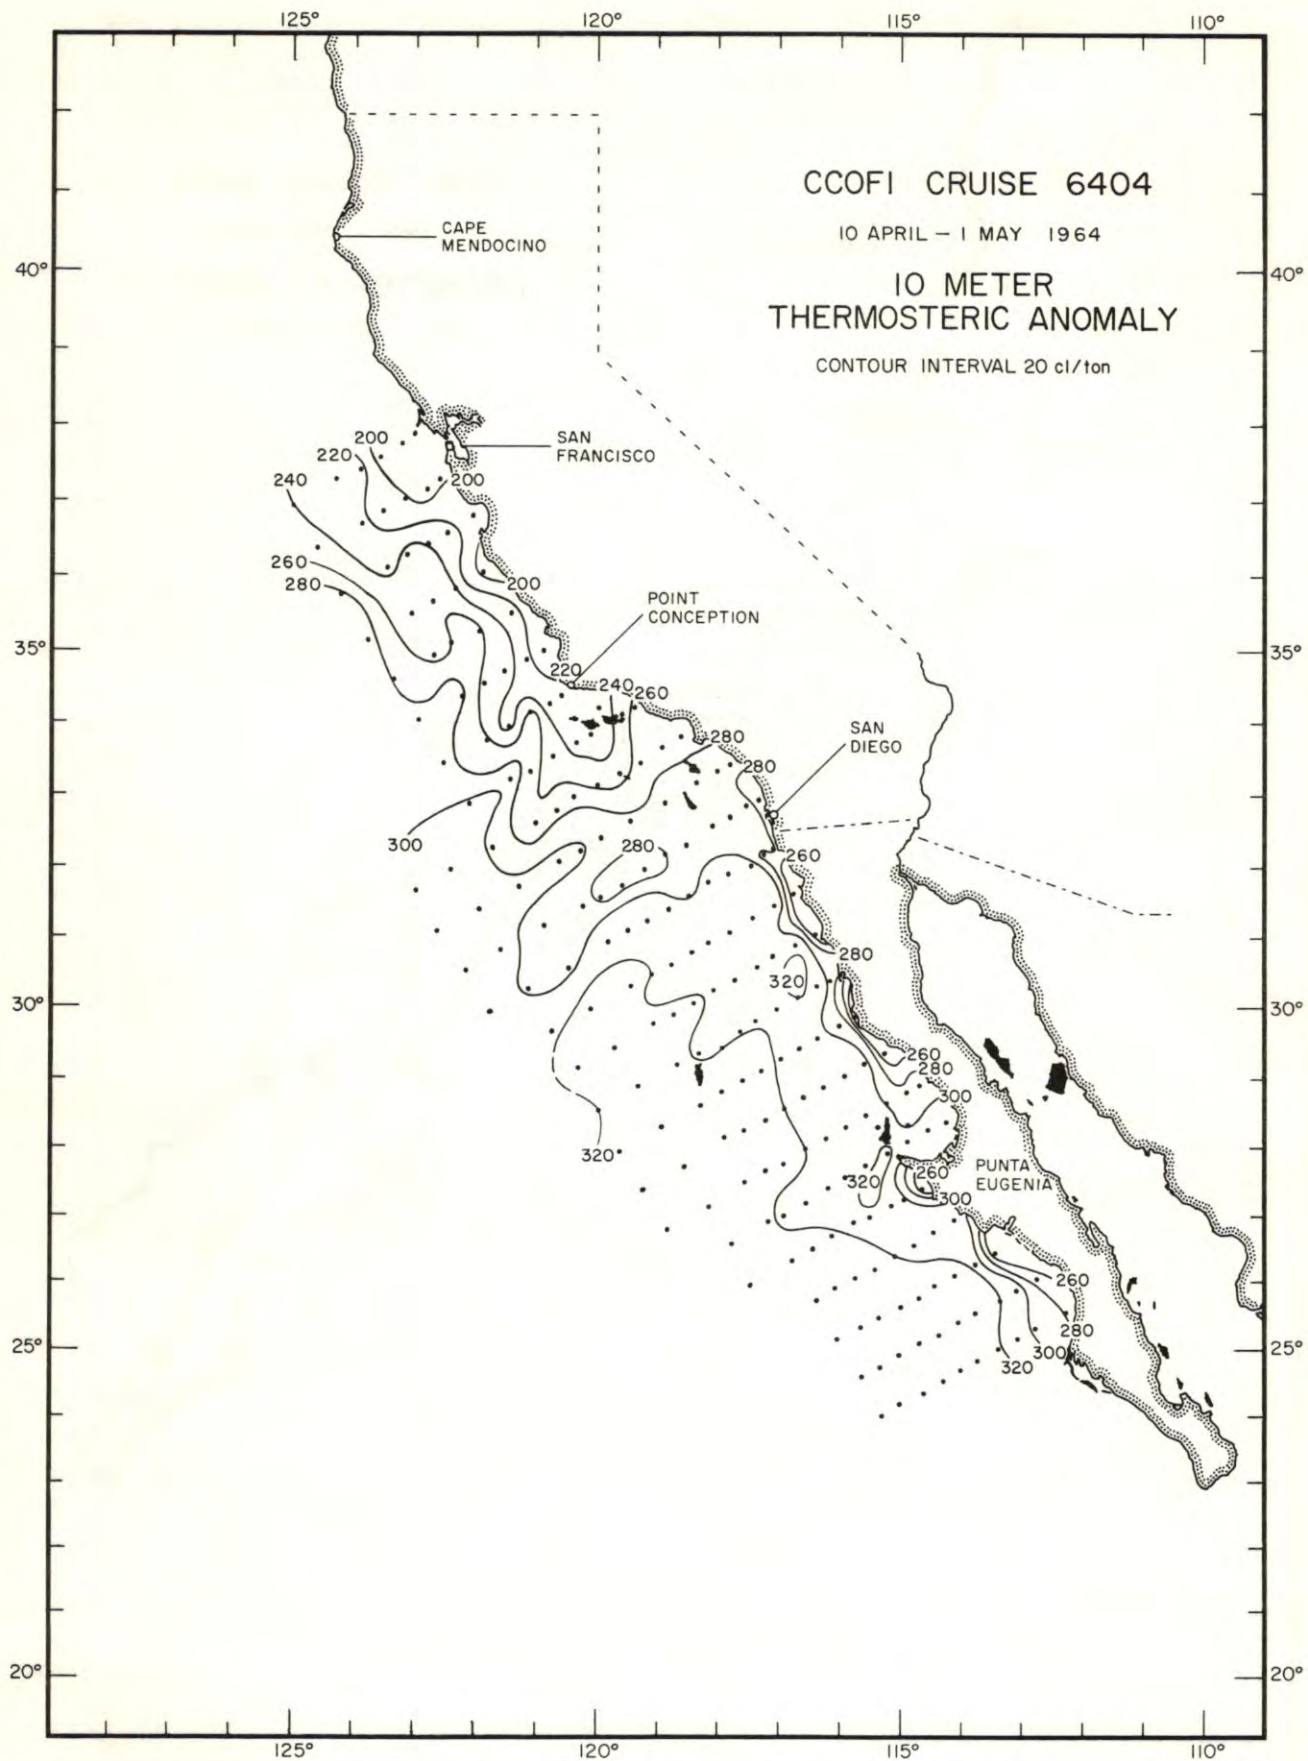 125° 120° 115° 110°
CCOFI CRUISE 6404
10 APRIL – 1 MAY 1964
10 METER
THERMOSTERIC ANOMALY
CONTOUR INTERVAL 20 cl/ton
CAPE
MENDOCINO
40° 40°
SAN
FRANCISCO
200
220
240
200
260
280
200
POINT
CONCEPTION
35° 35°
220
240
260
SAN
DIEGO
280
280
300
280
260
280
320
30° 30°
260
280
300
320
PUNTA
EUGENIA
260
320
300
260
280
300
320
25° 25°
20° 20°
125° 120° 115° 110°